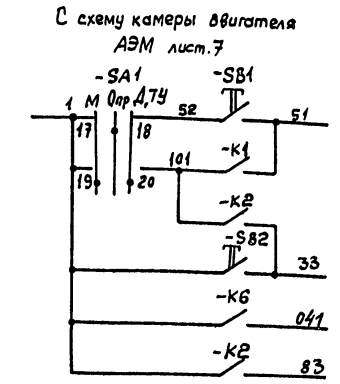 С схему камеры двигателя
АЭМ лист.7
-SA1
-SB1
1 М Опр Д,ТУ
52
51
17 18
-К1
101
19 20
-К2
-SB2
33
-К6
041
-К2
83